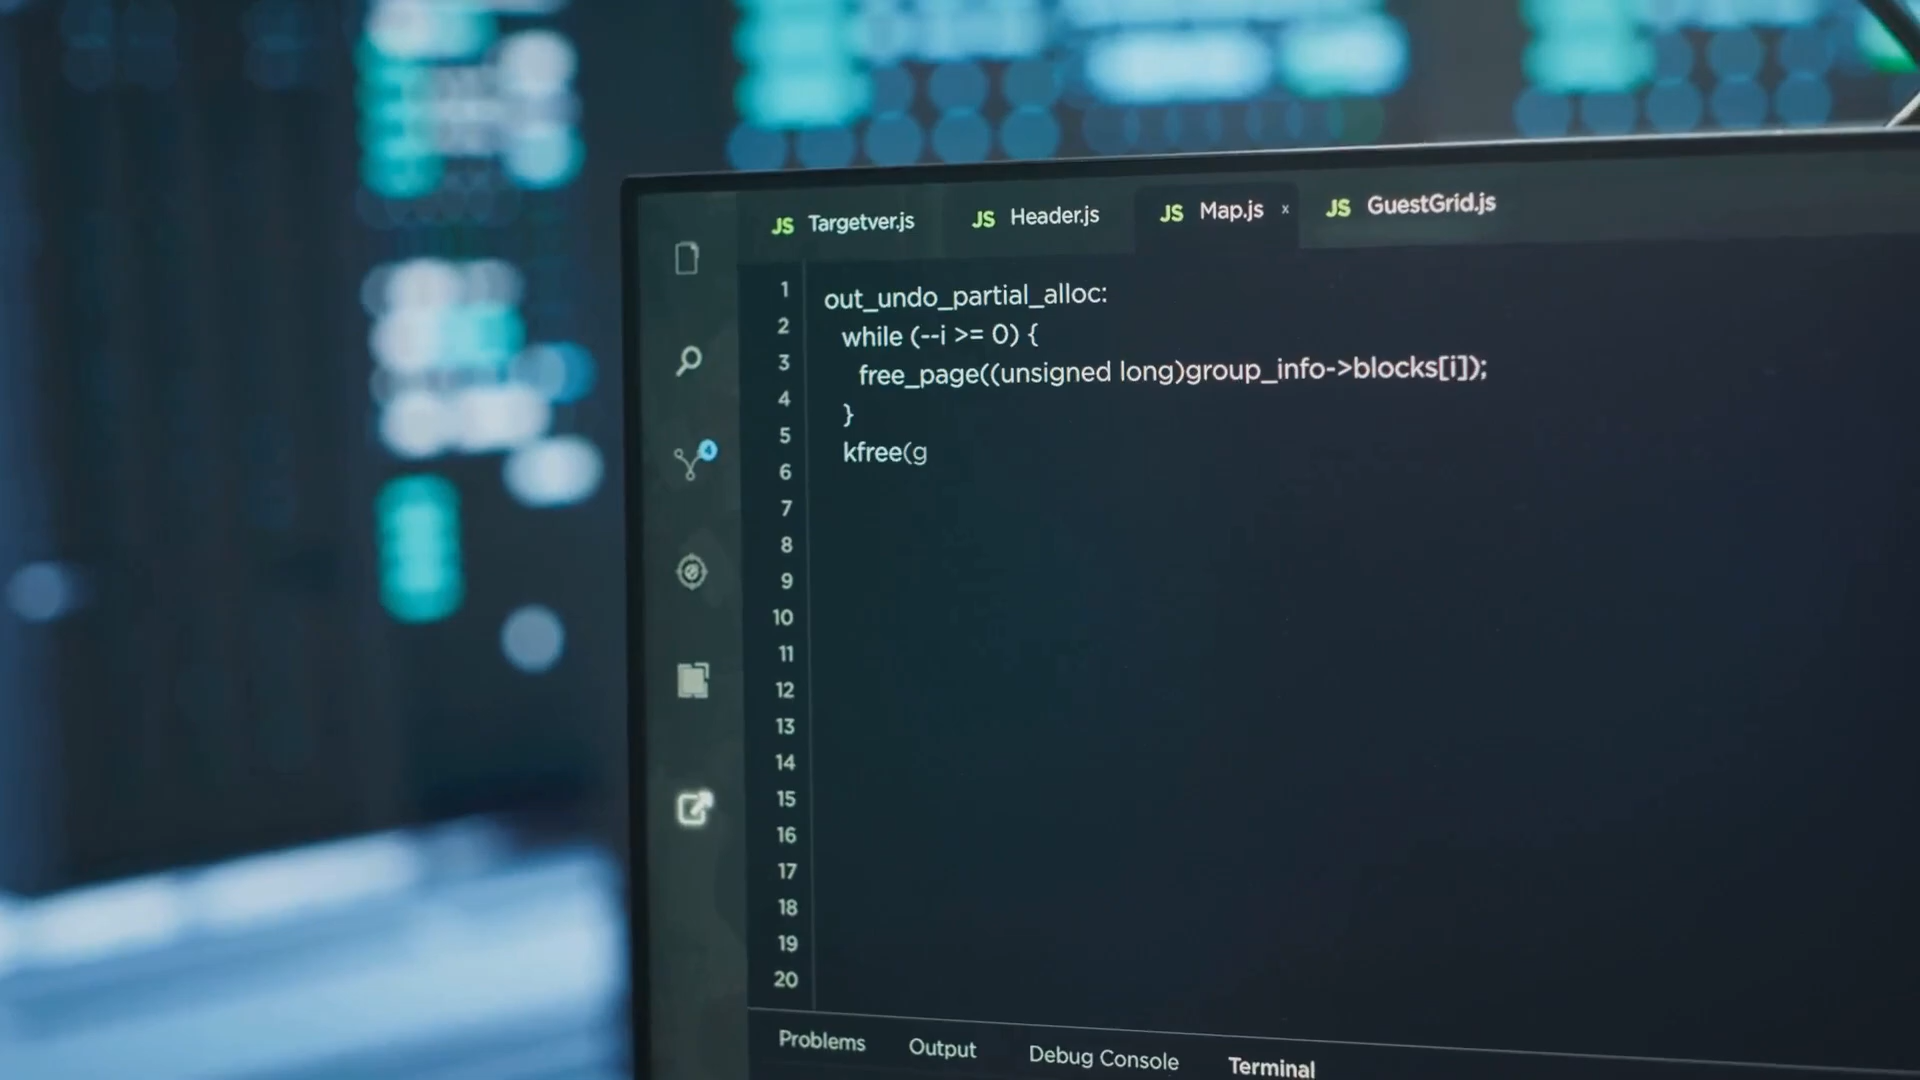 JS Targetver.js JS Header.js JS Map.js x JS GuestGrid.js
1 out_undo_partial_alloc:
2 while (--i >= 0) {
3 free_page((unsigned long)group_info->blocks[i]);
4 }
5 kfree(g
6
7
8
9
10
11
12
13
14
15
16
17
18
19
20
4
Problems Output Debug Console Terminal